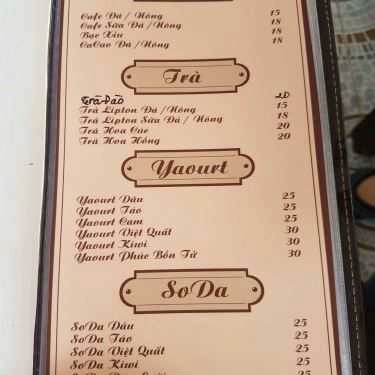 Cafe Đá / Nóng 15
Cafe Sữa Đá / Nóng 18
Bạc Xỉu 18
CaCao Đá / Nóng 18
Trà
Trà Đào 20
Trà Lipton Đá / Nóng 15
Trà Lipton Sữa Đá / Nóng 18
Trà Hoa Cúc 20
Trà Hoa Hồng 20
Yaourt
Yaourt Dâu 25
Yaourt Táo 25
Yaourt Cam 25
Yaourt Việt Quất 30
Yaourt Kiwi 30
Yaourt Phúc Bồn Tử 30
SoDa
SoDa Dâu 25
SoDa Táo 25
SoDa Việt Quất 25
SoDa Kiwi 25